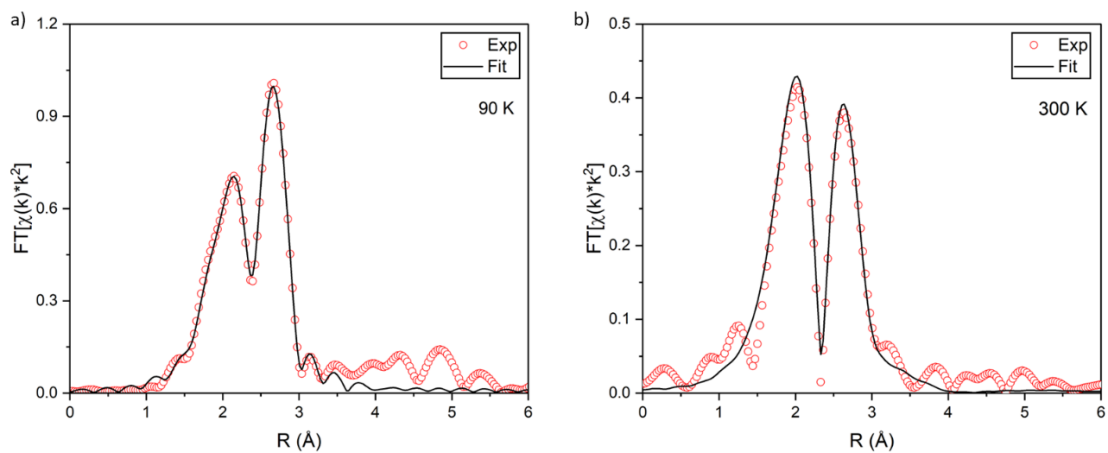 a)
1.2
0.9
0.6
0.3
0.0
0 1 2 3 4 5 6
R (Å)
FT[χ(k)*k²]
Exp
Fit
90 K
b)
0.5
0.4
0.3
0.2
0.1
0.0
0 1 2 3 4 5 6
R (Å)
FT[χ(k)*k²]
Exp
Fit
300 K